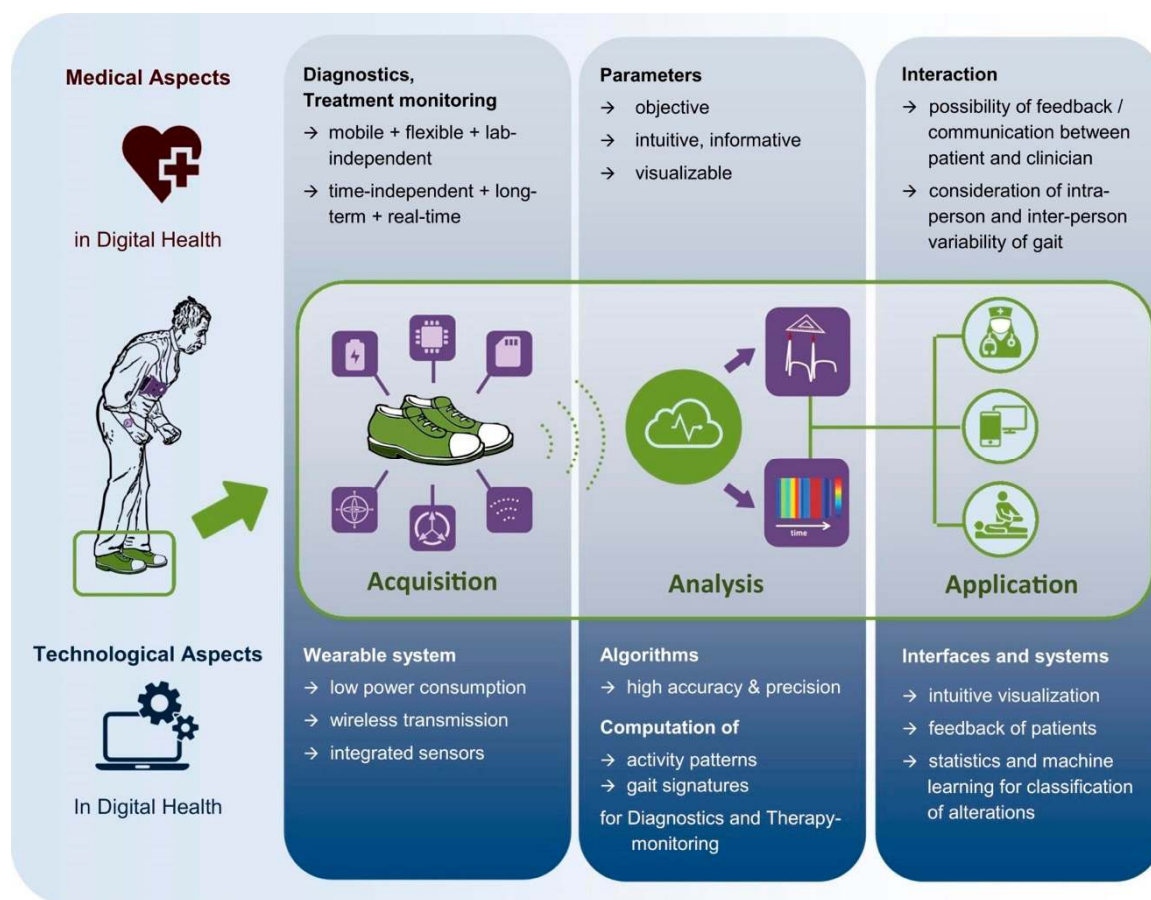 Medical Aspects
in Digital Health
Diagnostics,
Treatment monitoring
→ mobile + flexible + lab-
independent
→ time-independent + long-
term + real-time
Parameters
→ objective
→ intuitive, informative
→ visualizable
Interaction
→ possibility of feedback /
communication between
patient and clinician
→ consideration of intra-
person and inter-person
variability of gait
time
Acquisition
Analysis
Application
Technological Aspects
In Digital Health
Wearable system
→ low power consumption
→ wireless transmission
→ integrated sensors
Algorithms
→ high accuracy & precision
Computation of
→ activity patterns
→ gait signatures
for Diagnostics and Therapy-
monitoring
Interfaces and systems
→ intuitive visualization
→ feedback of patients
→ statistics and machine
learning for classification
of alterations